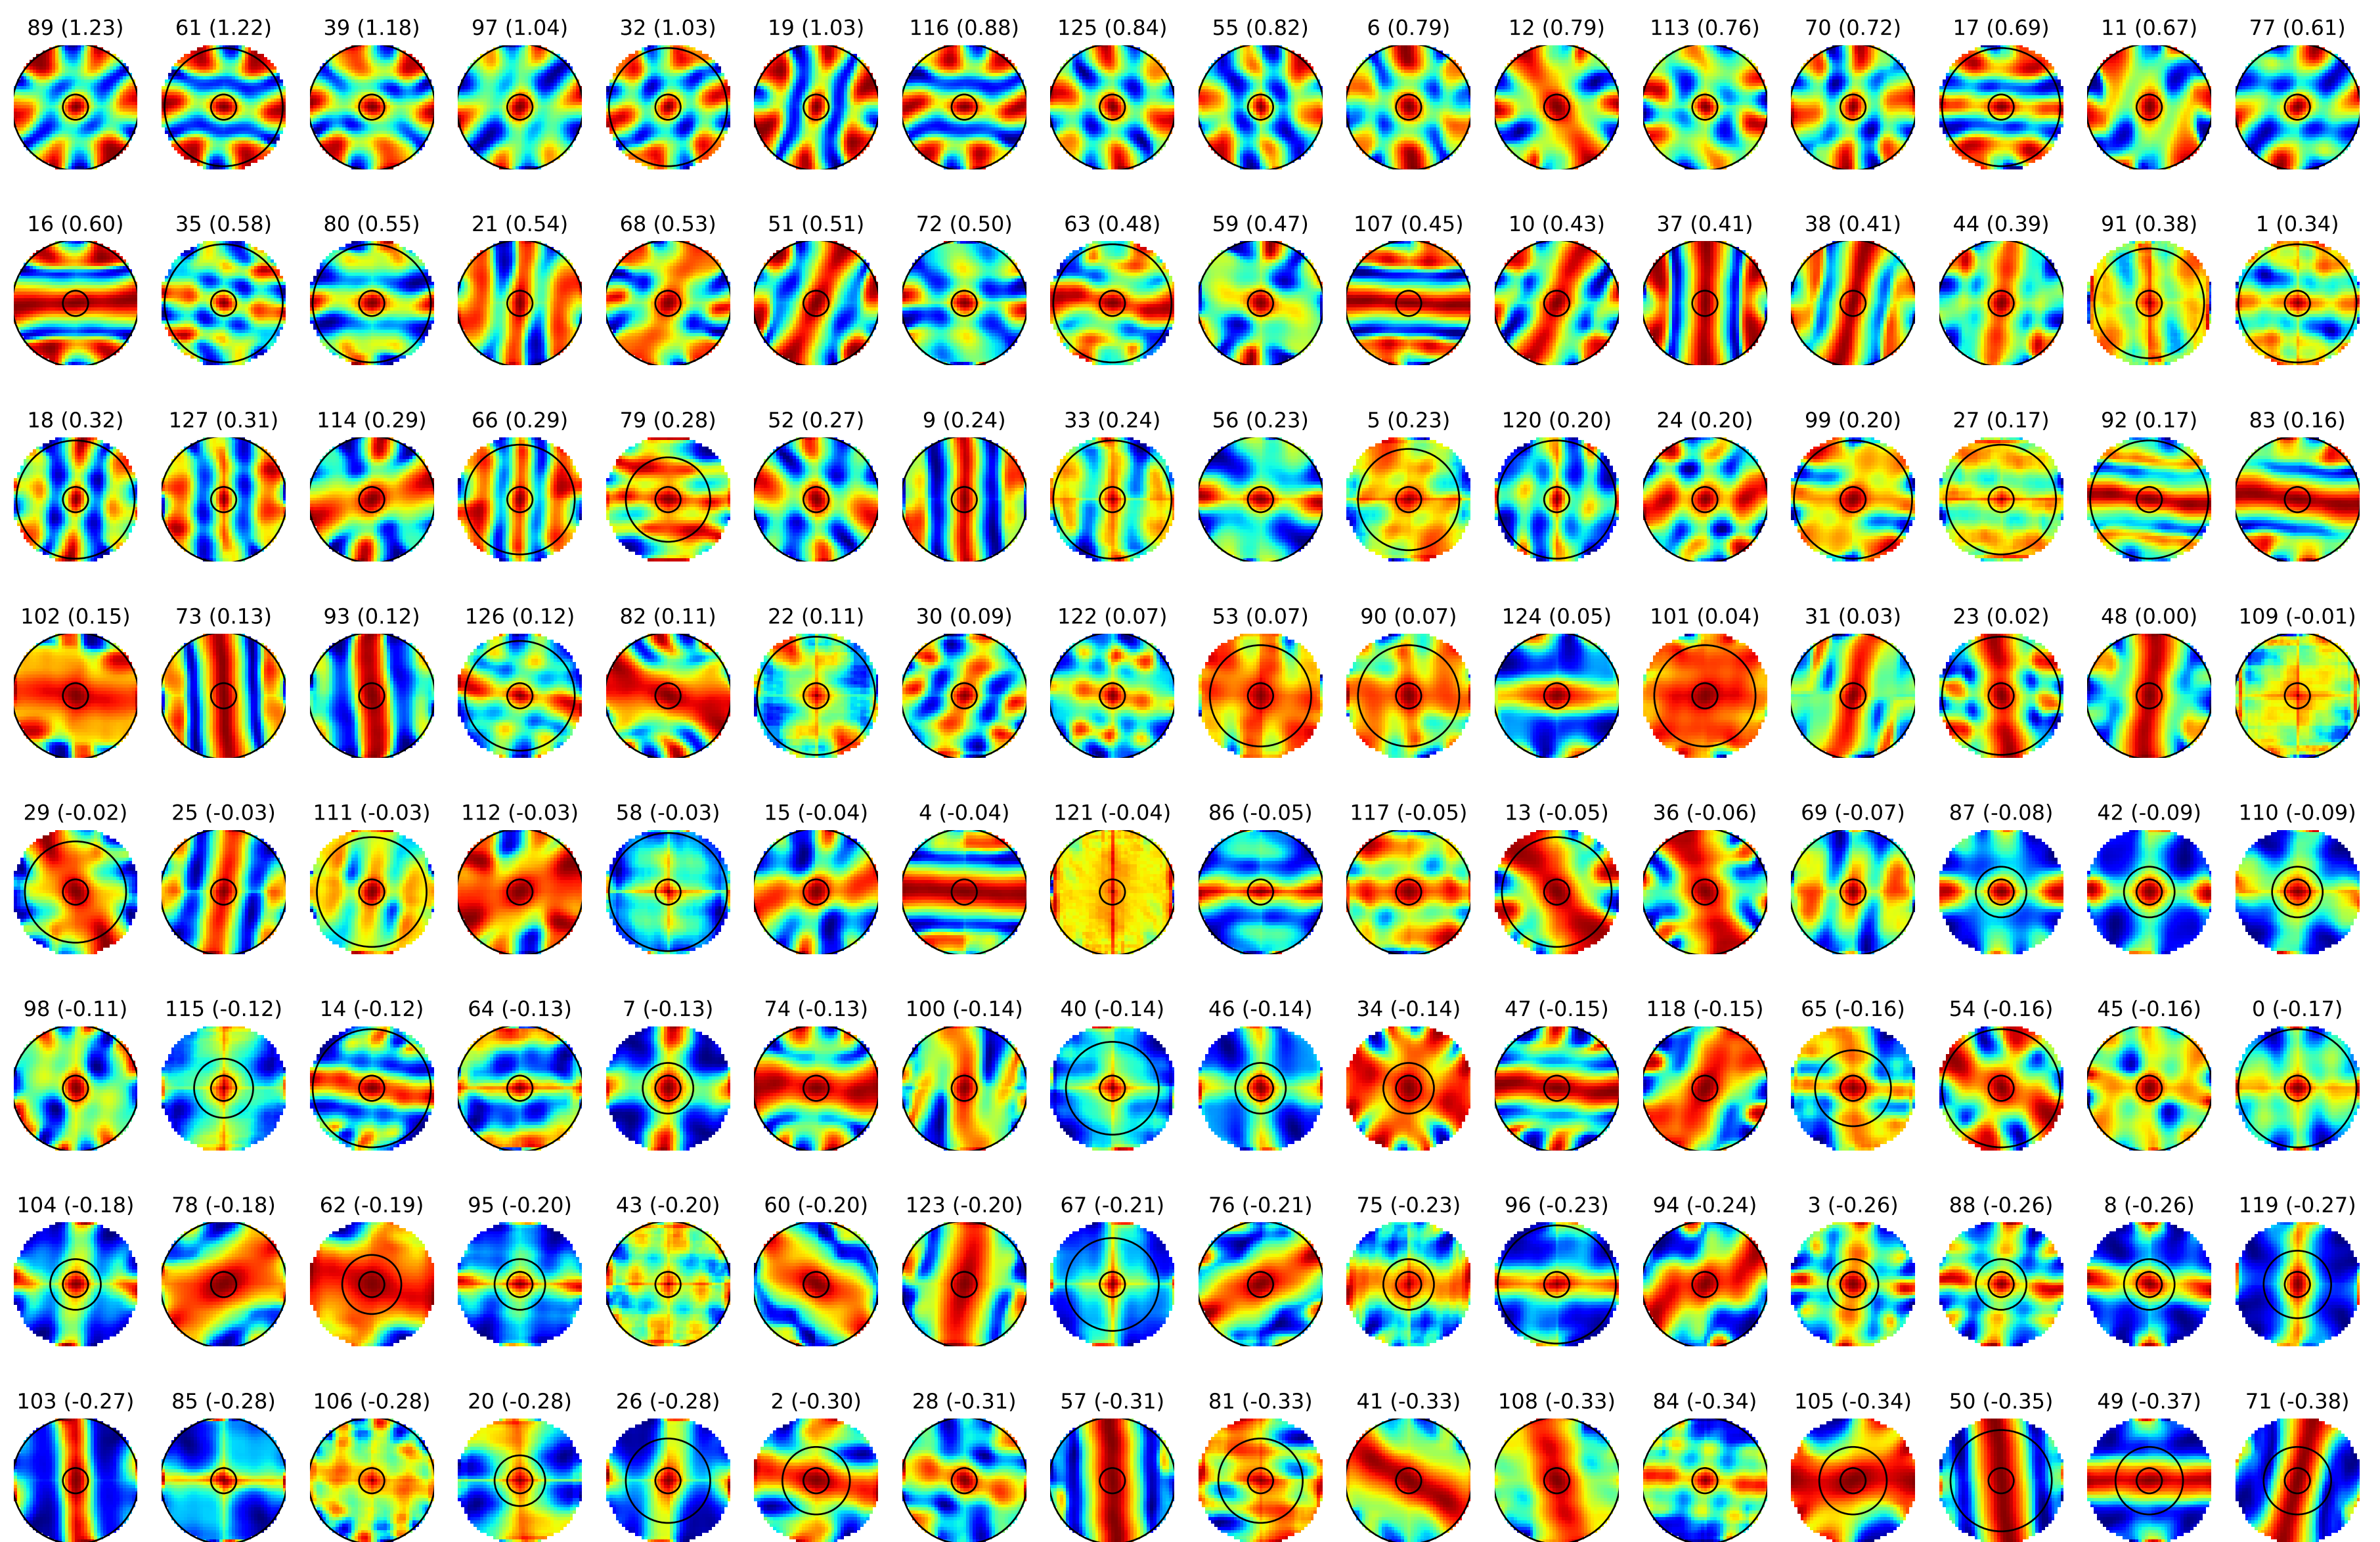 89 (1.23) 61 (1.22) 39 (1.18) 97 (1.04) 32 (1.03) 19 (1.03) 116 (0.88) 125 (0.84) 55 (0.82) 6 (0.79) 12 (0.79) 113 (0.76) 70 (0.72) 17 (0.69) 11 (0.67) 77 (0.61)
16 (0.60) 35 (0.58) 80 (0.55) 21 (0.54) 68 (0.53) 51 (0.51) 72 (0.50) 63 (0.48) 59 (0.47) 107 (0.45) 10 (0.43) 37 (0.41) 38 (0.41) 44 (0.39) 91 (0.38) 1 (0.34)
18 (0.32) 127 (0.31) 114 (0.29) 66 (0.29) 79 (0.28) 52 (0.27) 9 (0.24) 33 (0.24) 56 (0.23) 5 (0.23) 120 (0.20) 24 (0.20) 99 (0.20) 27 (0.17) 92 (0.17) 83 (0.16)
102 (0.15) 73 (0.13) 93 (0.12) 126 (0.12) 82 (0.11) 22 (0.11) 30 (0.09) 122 (0.07) 53 (0.07) 90 (0.07) 124 (0.05) 101 (0.04) 31 (0.03) 23 (0.02) 48 (0.00) 109 (-0.01)
29 (-0.02) 25 (-0.03) 111 (-0.03) 112 (-0.03) 58 (-0.03) 15 (-0.04) 4 (-0.04) 121 (-0.04) 86 (-0.05) 117 (-0.05) 13 (-0.05) 36 (-0.06) 69 (-0.07) 87 (-0.08) 42 (-0.09) 110 (-0.09)
98 (-0.11) 115 (-0.12) 14 (-0.12) 64 (-0.13) 7 (-0.13) 74 (-0.13) 100 (-0.14) 40 (-0.14) 46 (-0.14) 34 (-0.14) 47 (-0.15) 118 (-0.15) 65 (-0.16) 54 (-0.16) 45 (-0.16) 0 (-0.17)
104 (-0.18) 78 (-0.18) 62 (-0.19) 95 (-0.20) 43 (-0.20) 60 (-0.20) 123 (-0.20) 67 (-0.21) 76 (-0.21) 75 (-0.23) 96 (-0.23) 94 (-0.24) 3 (-0.26) 88 (-0.26) 8 (-0.26) 119 (-0.27)
103 (-0.27) 85 (-0.28) 106 (-0.28) 20 (-0.28) 26 (-0.28) 2 (-0.30) 28 (-0.31) 57 (-0.31) 81 (-0.33) 41 (-0.33) 108 (-0.33) 84 (-0.34) 105 (-0.34) 50 (-0.35) 49 (-0.37) 71 (-0.38)